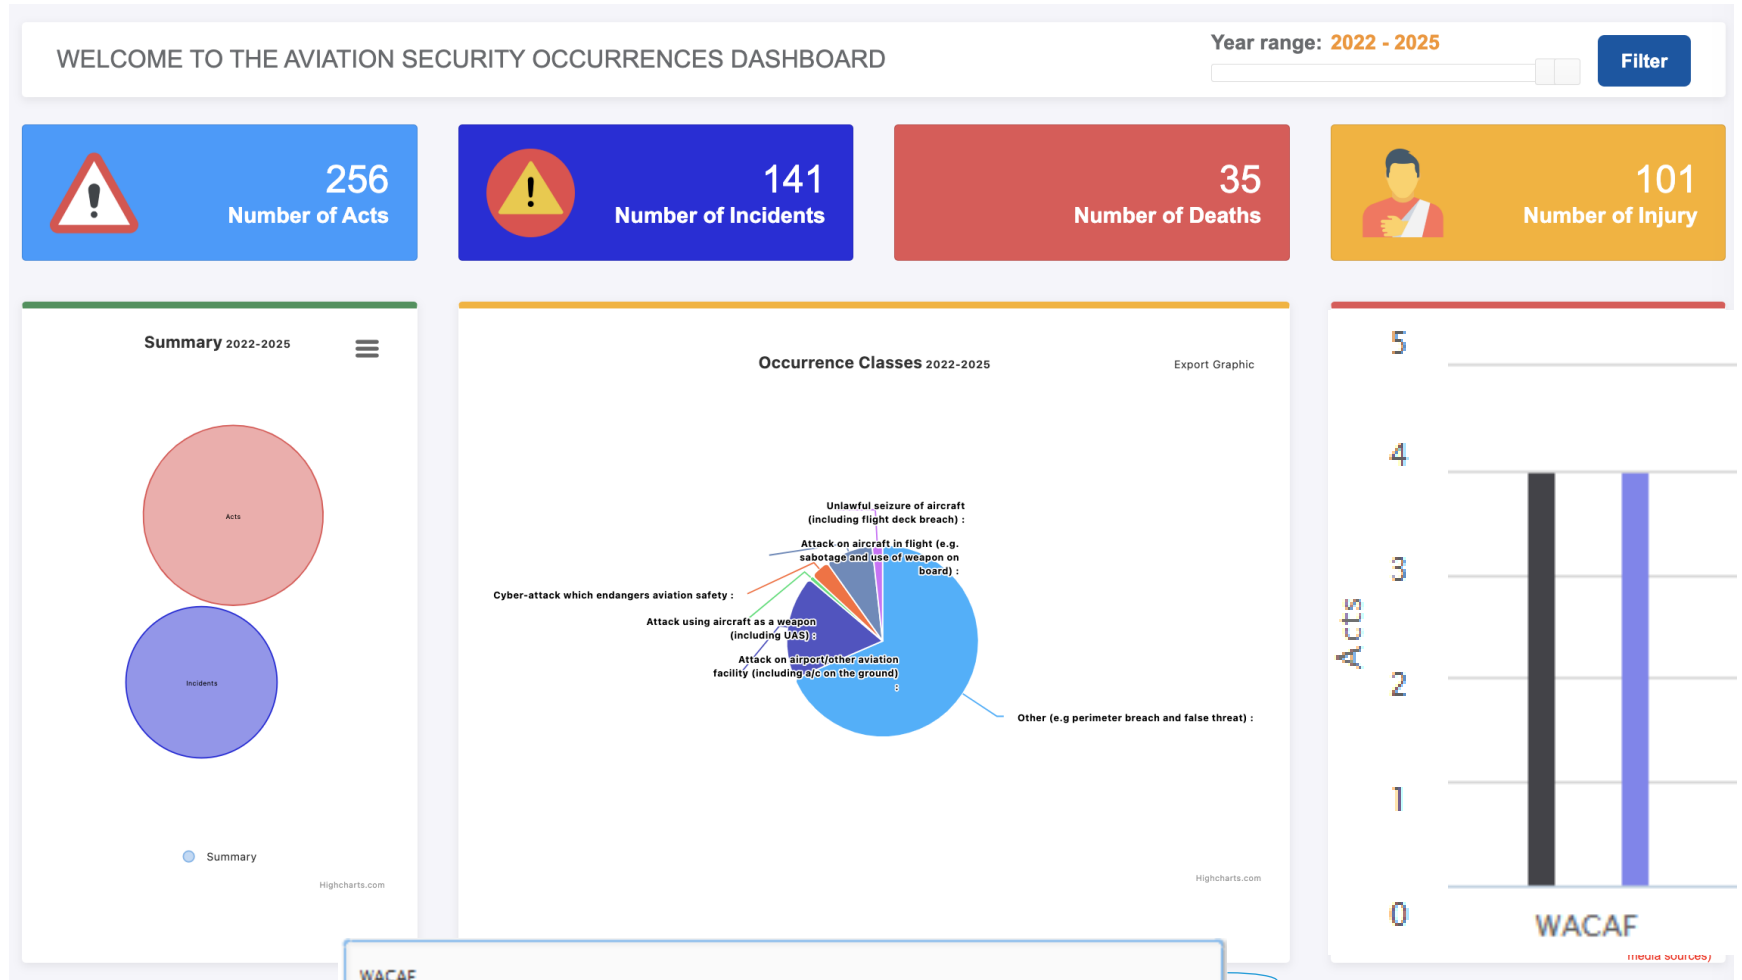 WELCOME TO THE AVIATION SECURITY OCCURRENCES DASHBOARD
Year range: 2022 - 2025
Filter
256
Number of Acts
141
Number of Incidents
35
Number of Deaths
101
Number of Injury
Summary 2022-2025
Acts
Incidents
Summary
Highcharts.com
Occurrence Classes 2022-2025
Export Graphic
Unlawful seizure of aircraft
(including flight deck breach) :
Attack on aircraft in flight (e.g.
sabotage and use of weapon on
board) :
Cyber-attack which endangers aviation safety :
Attack using aircraft as a weapon
(including UAS) :
Attack on airport/other aviation
facility (including a/c on the ground)
:
Other (e.g perimeter breach and false threat) :
Highcharts.com
5
4
3
2
1
0
Acts
WACAF
media sources)
WACAF